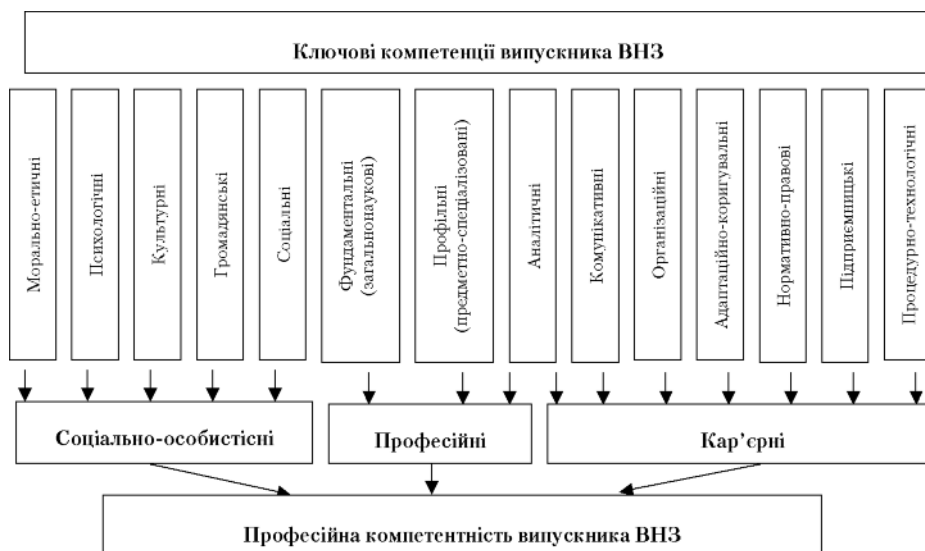 Ключові компетенції випускника ВНЗ
Морально-етичні
Психологічні
Культурні
Громадянські
Соціальні
Фундаментальні
(загальнонаукові)
Профільні
(предметно-спеціалізовані)
Аналітичні
Комунікативні
Організаційні
Адаптаційно-коригувальні
Нормативно-правові
Підприємницькі
Процедурно-технологічні
Соціально-особистісні
Професійні
Кар’єрні
Професійна компетентність випускника ВНЗ